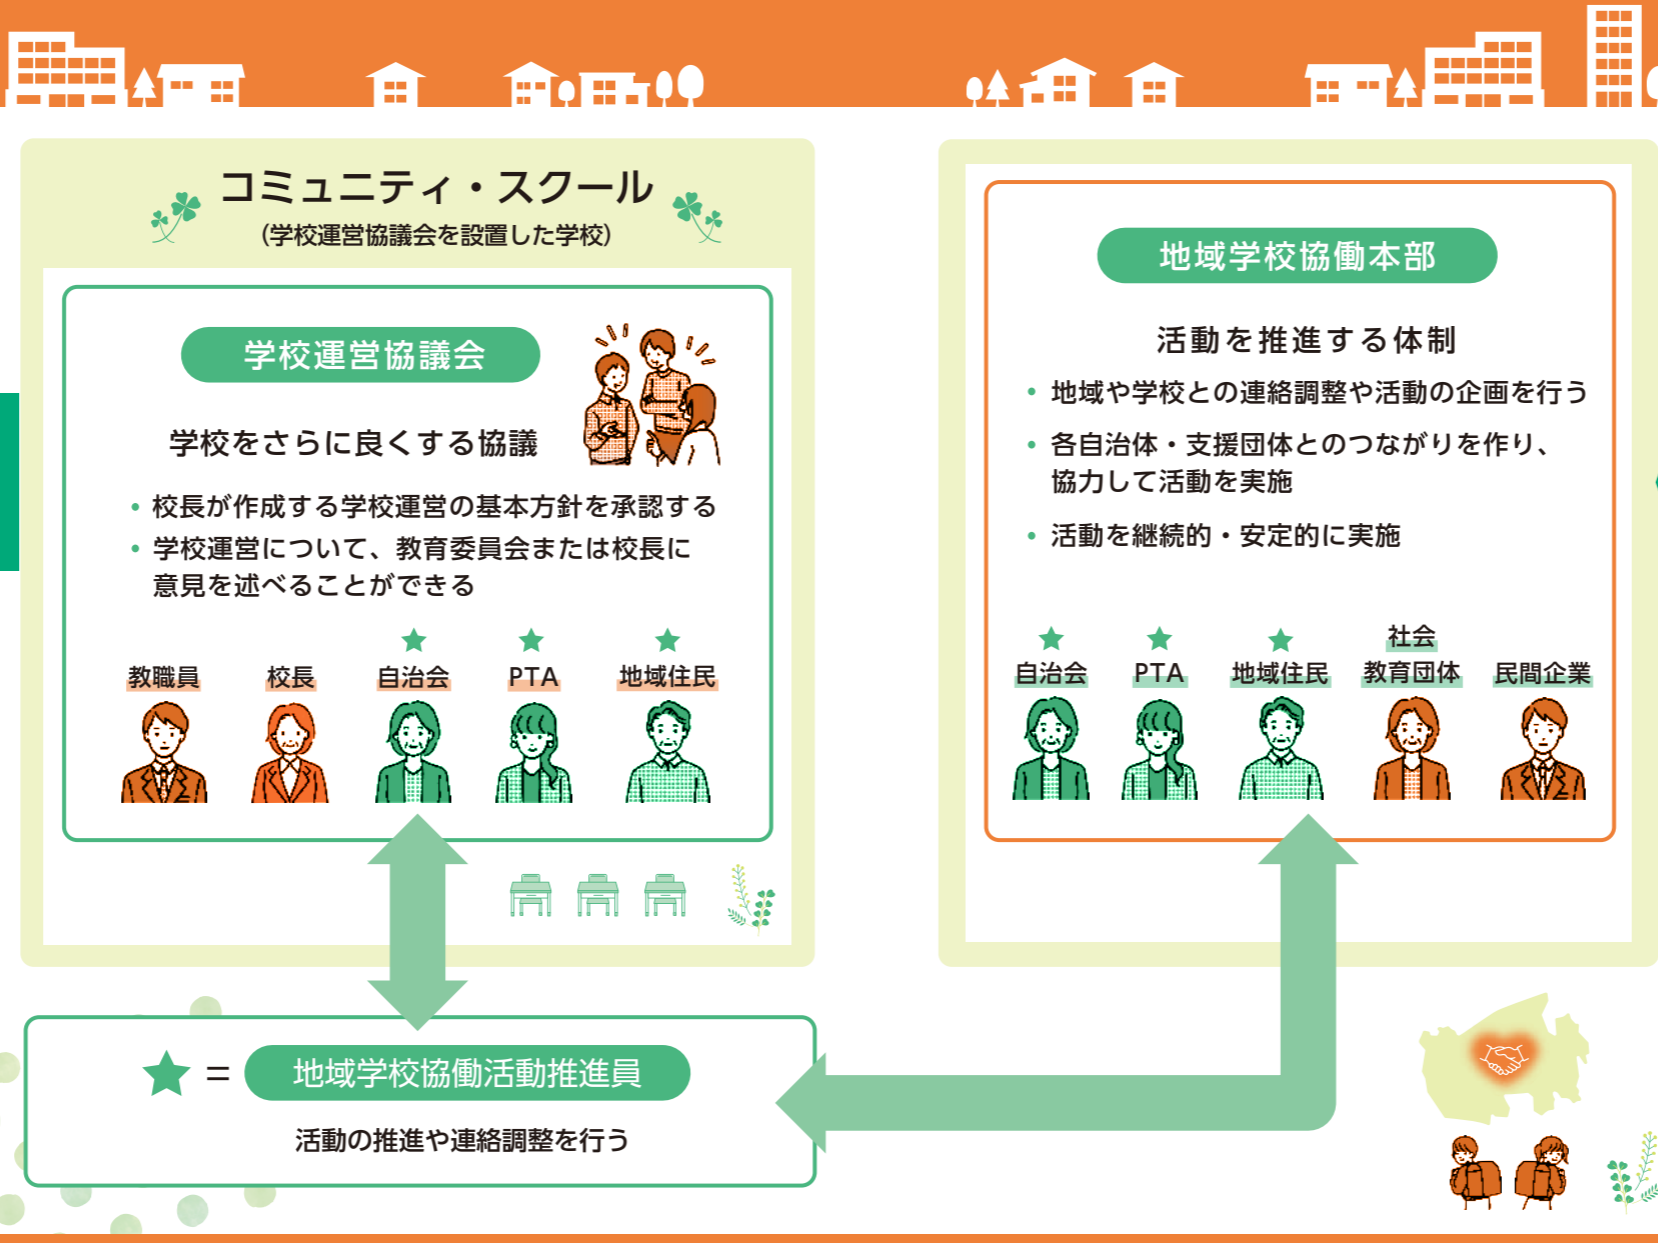 コミュニティ・スクール
(学校運営協議会を設置した学校)
学校運営協議会
学校をさらに良くする協議
• 校長が作成する学校運営の基本方針を承認する
• 学校運営について、教育委員会または校長に
意見を述べることができる
★ ★ ★
教職員 校長 自治会 PTA 地域住民
地域学校協働本部
活動を推進する体制
• 地域や学校との連絡調整や活動の企画を行う
• 各自治体・支援団体とのつながりを作り、
協力して活動を実施
• 活動を継続的・安定的に実施
★ ★ ★ 社会
自治会 PTA 地域住民 教育団体 民間企業
★ = 地域学校協働活動推進員
活動の推進や連絡調整を行う